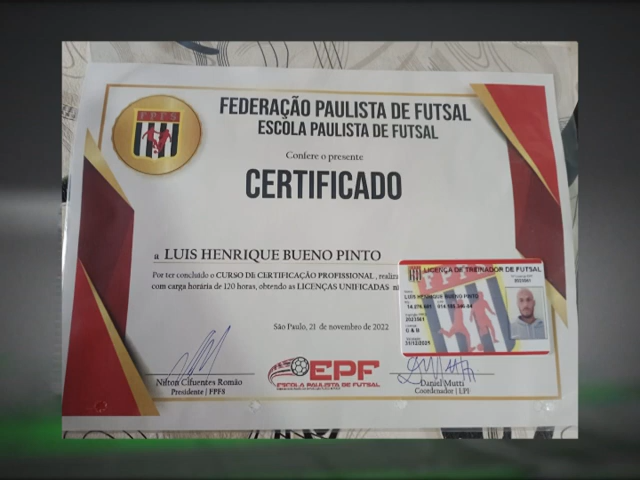 FPFS
FEDERAÇÃO PAULISTA DE FUTSAL
ESCOLA PAULISTA DE FUTSAL
Confere o presente
CERTIFICADO
a LUIS HENRIQUE BUENO PINTO
Por ter concluído o CURSO DE CERTIFICAÇÃO PROFISSIONAL, realiza
com carga horária de 120 horas, obtendo as LICENÇAS UNIFICADAS
São Paulo, 21 de novembro de 2022
Nilton Cifuentes Romão
Presidente | FPFS
EPF
ESCOLA PAULISTA DE FUTSAL
Daniel Mutti
Coordenador | EPF
LICENÇA DE TREINADOR DE FUTSAL
LUIS HENRIQUE BUENO PINTO